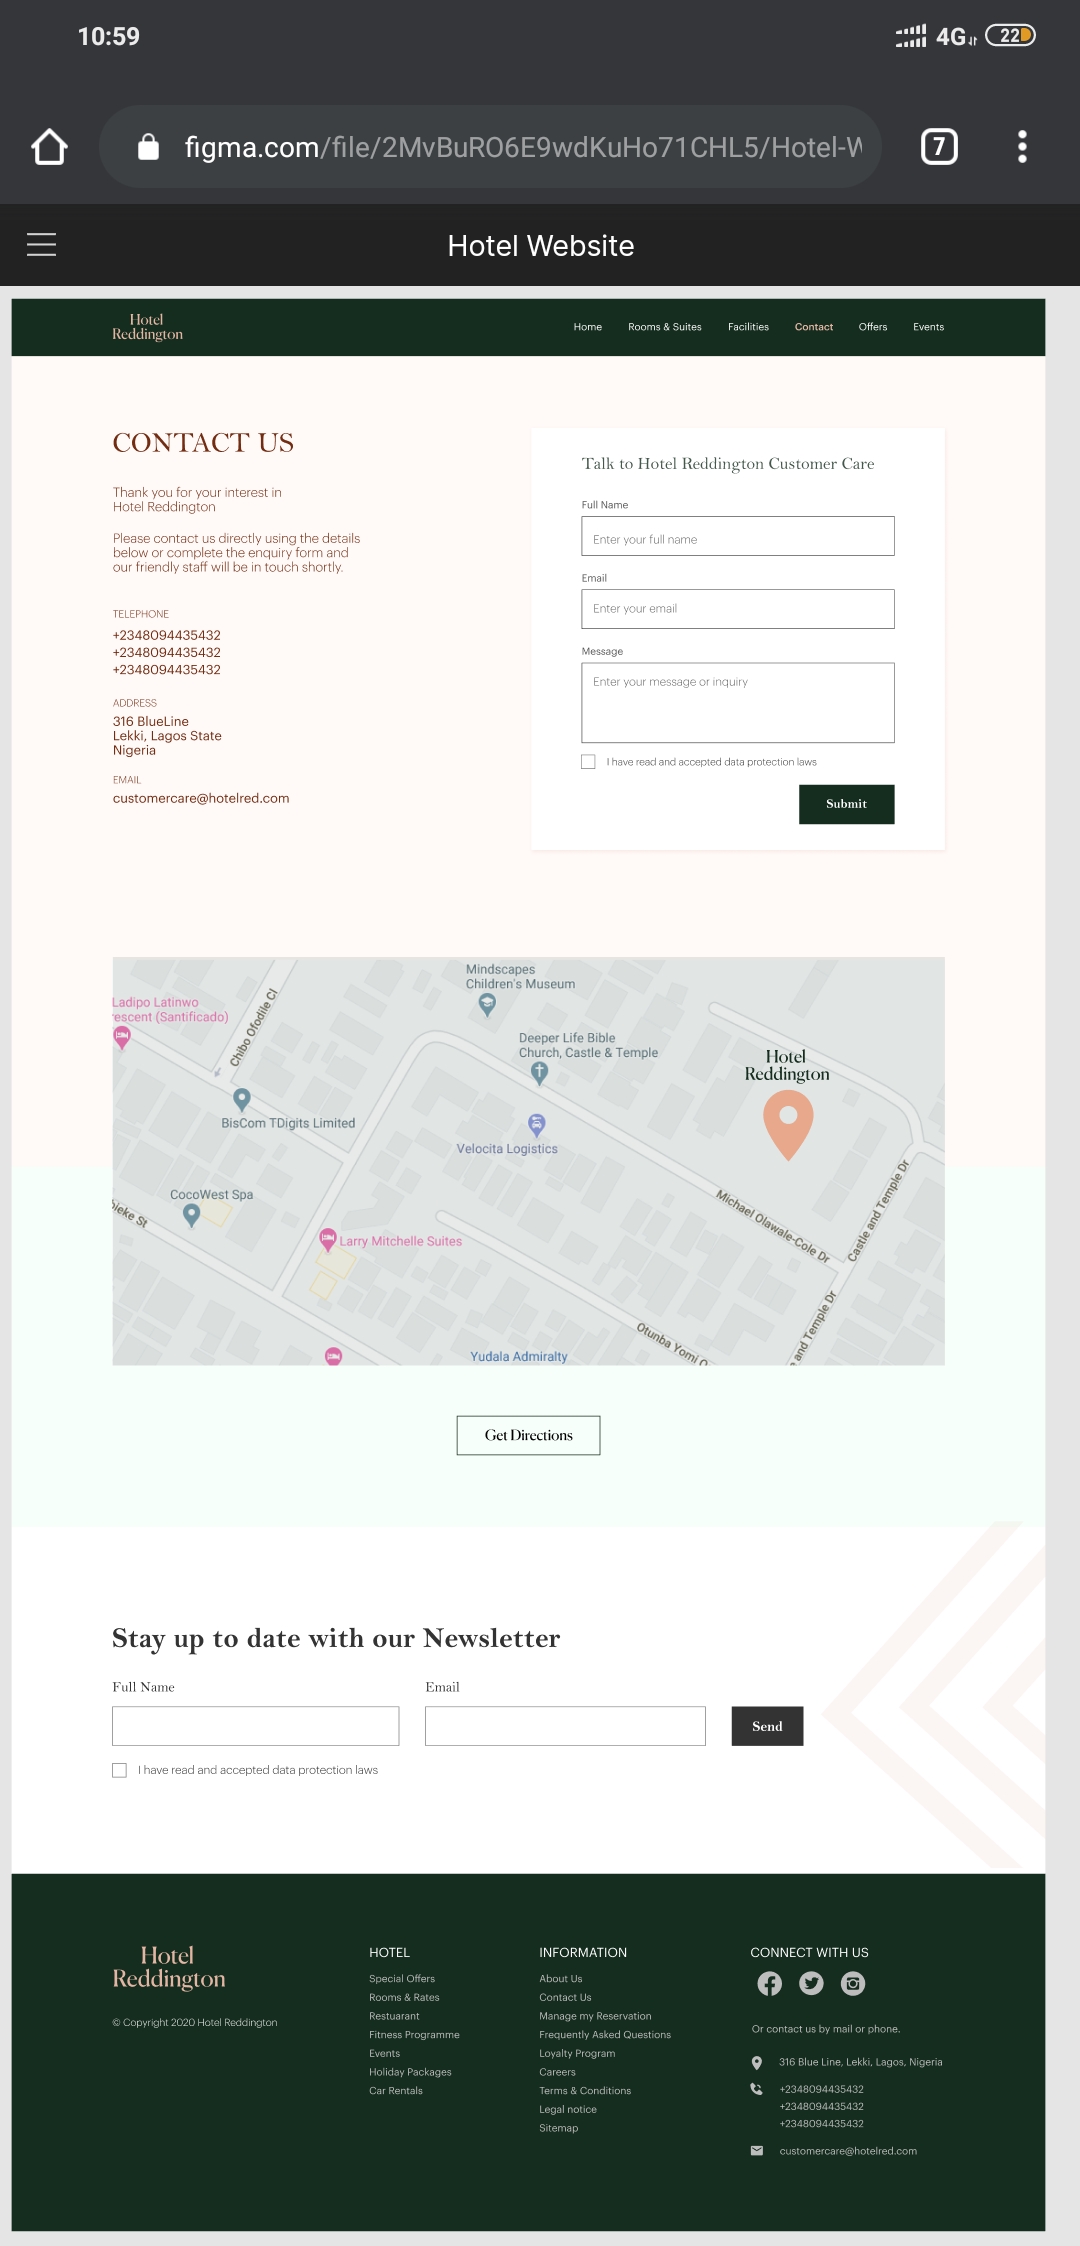 10:59
4G
22
figma.com/file/2MvBuRO6E9wdKuHo71CHL5/Hotel-W
7
Hotel Website
Hotel
Reddington
Home Rooms & Suites Facilities Contact Offers Events
CONTACT US
Thank you for your interest in
Hotel Reddington
Please contact us directly using the details
below or complete the enquiry form and
our friendly staff will be in touch shortly.
TELEPHONE
+2348094435432
+2348094435432
+2348094435432
ADDRESS
316 BlueLine
Lekki, Lagos State
Nigeria
EMAIL
customercare@hotelred.com
Talk to Hotel Reddington Customer Care
Full Name
Enter your full name
Email
Enter your email
Message
Enter your message or inquiry
I have read and accepted data protection laws
Submit
Mindscapes
Children's Museum
Ladipo Latinwo
rescent (Santificado)
Chibo Ofodile Cl
Deeper Life Bible
Church, Castle & Temple
Hotel
Reddington
BisCom TDigits Limited
Velocita Logistics
CocoWest Spa
bieke St
Michael Olawale-Cole Dr
Castle and Temple Dr
Larry Mitchelle Suites
Otunba Yomi O
e and Temple Dr
Yudala Admiralty
Get Directions
Stay up to date with our Newsletter
Full Name
Email
Send
I have read and accepted data protection laws
Hotel
Reddington
© Copyright 2020 Hotel Reddington
HOTEL
Special Offers
Rooms & Rates
Restuarant
Fitness Programme
Events
Holiday Packages
Car Rentals
INFORMATION
About Us
Contact Us
Manage my Reservation
Frequently Asked Questions
Loyalty Program
Careers
Terms & Conditions
Legal notice
Sitemap
CONNECT WITH US
Or contact us by mail or phone.
316 Blue Line, Lekki, Lagos, Nigeria
+2348094435432
+2348094435432
+2348094435432
customercare@hotelred.com